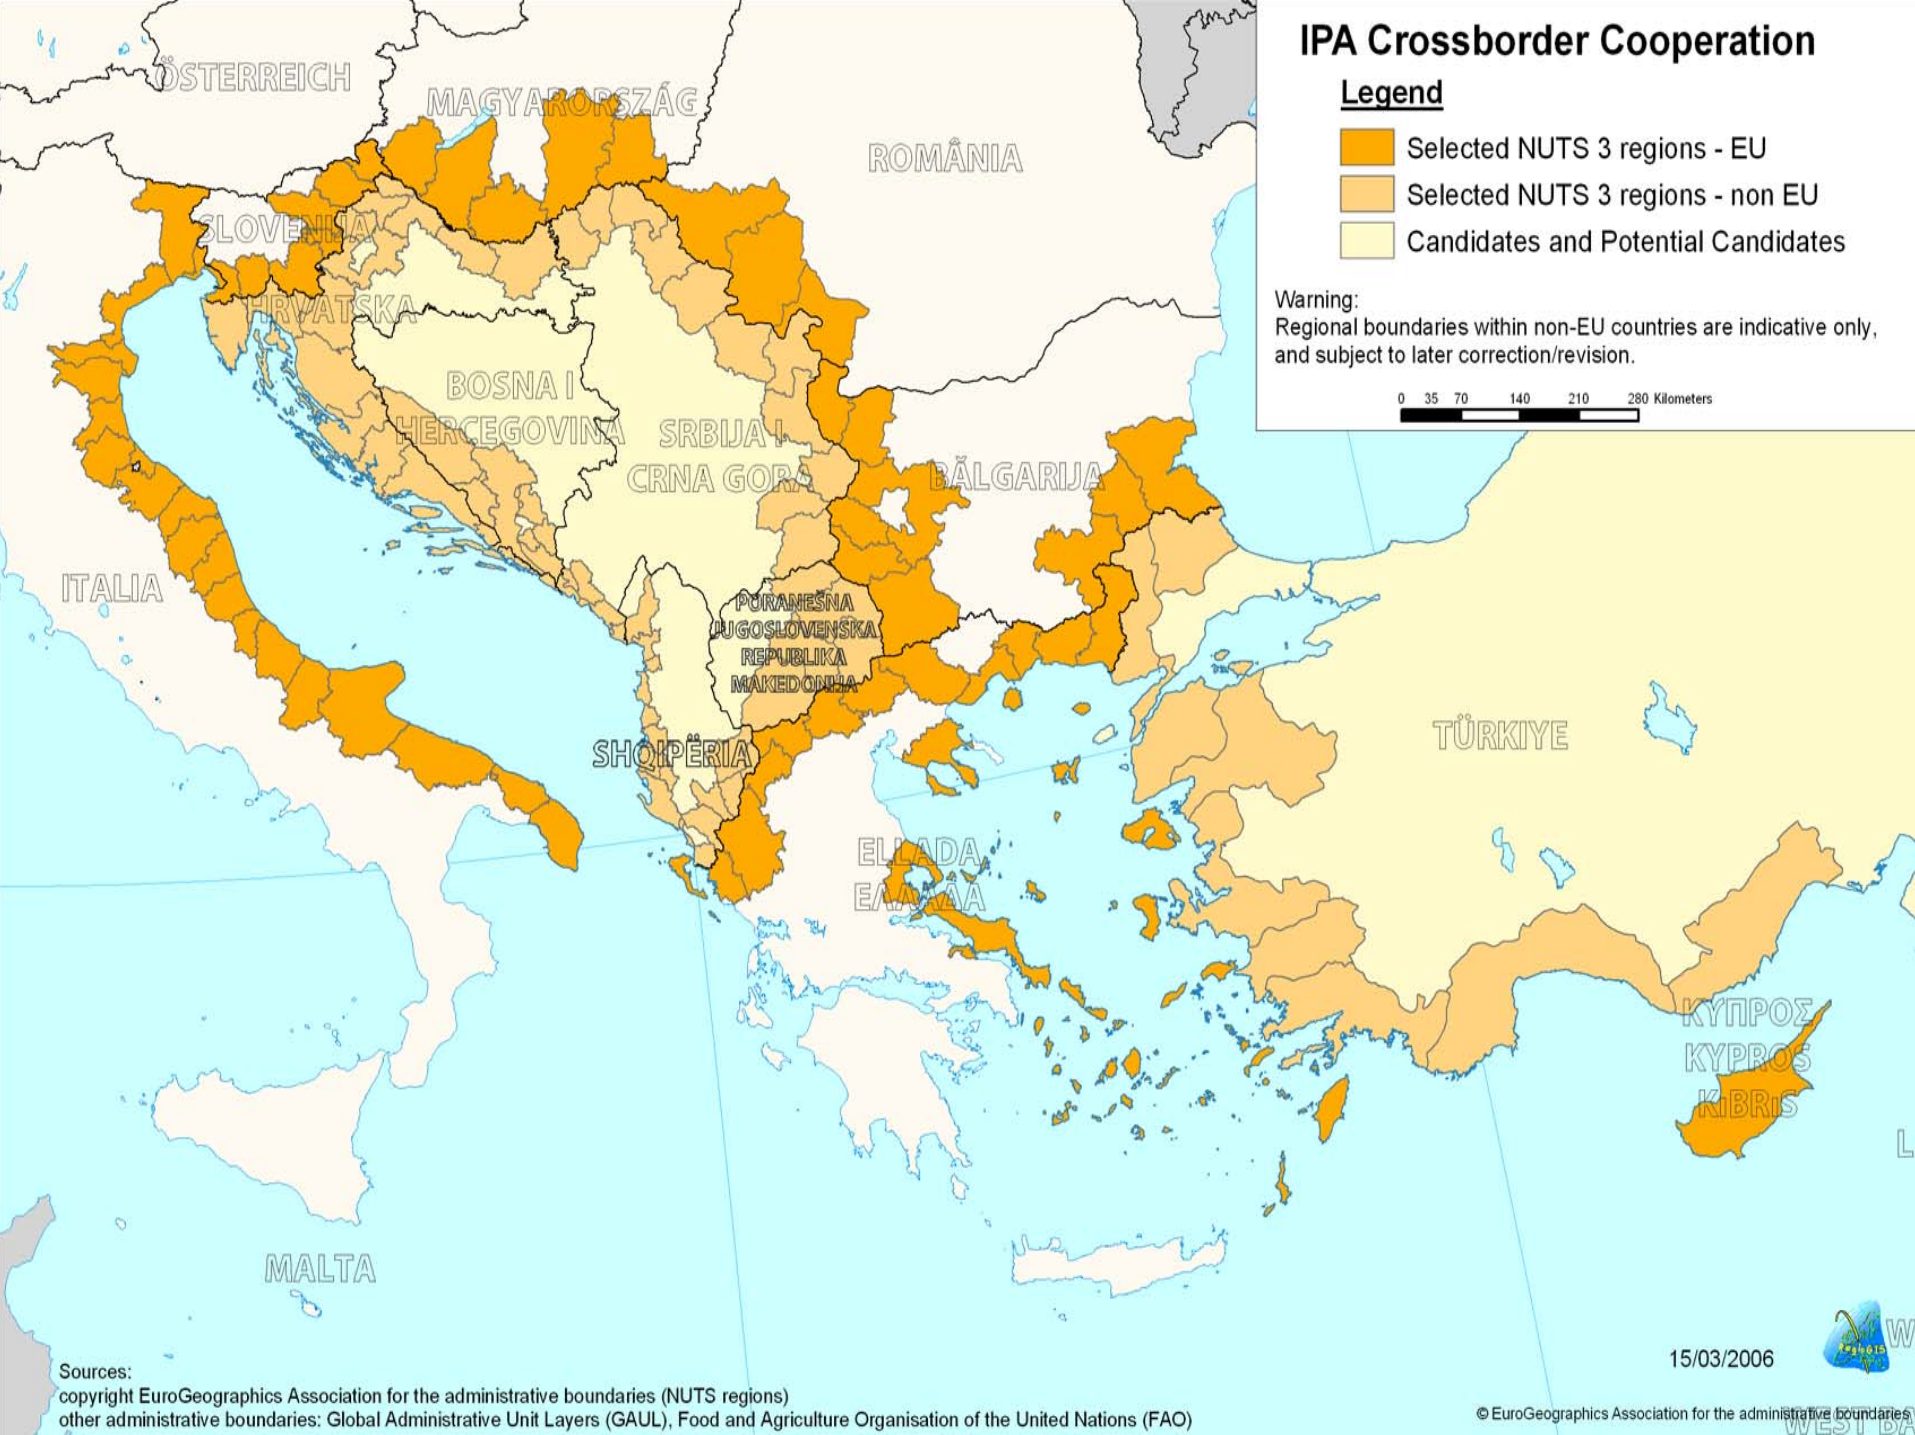 IPA Crossborder Cooperation
Legend
Selected NUTS 3 regions - EU
Selected NUTS 3 regions - non EU
Candidates and Potential Candidates
Warning:
Regional boundaries within non-EU countries are indicative only,
and subject to later correction/revision.
0 35 70 140 210 280 Kilometers
ÖSTERREICH
MAGYARORSZÁG
ROMÂNIA
SLOVENIJA
HRVATSKA
BOSNA I
HERCEGOVINA
SRBIJA I
CRNA GORA
BĂLGARIJA
ITALIA
PORANEŠNA
JUGOSLOVENSKA
REPUBLIKA
MAKEDONIJA
SHQIPËRIA
TÜRKIYE
ELLADA
ΕΛΛΑΔΑ
ΚΥΠΡΟΣ
KYPROS
KIBRIS
L
MALTA
W
RegioGIS
15/03/2006
Sources:
copyright EuroGeographics Association for the administrative boundaries (NUTS regions)
other administrative boundaries: Global Administrative Unit Layers (GAUL), Food and Agriculture Organisation of the United Nations (FAO)
© EuroGeographics Association for the administrative boundaries
WEST BA